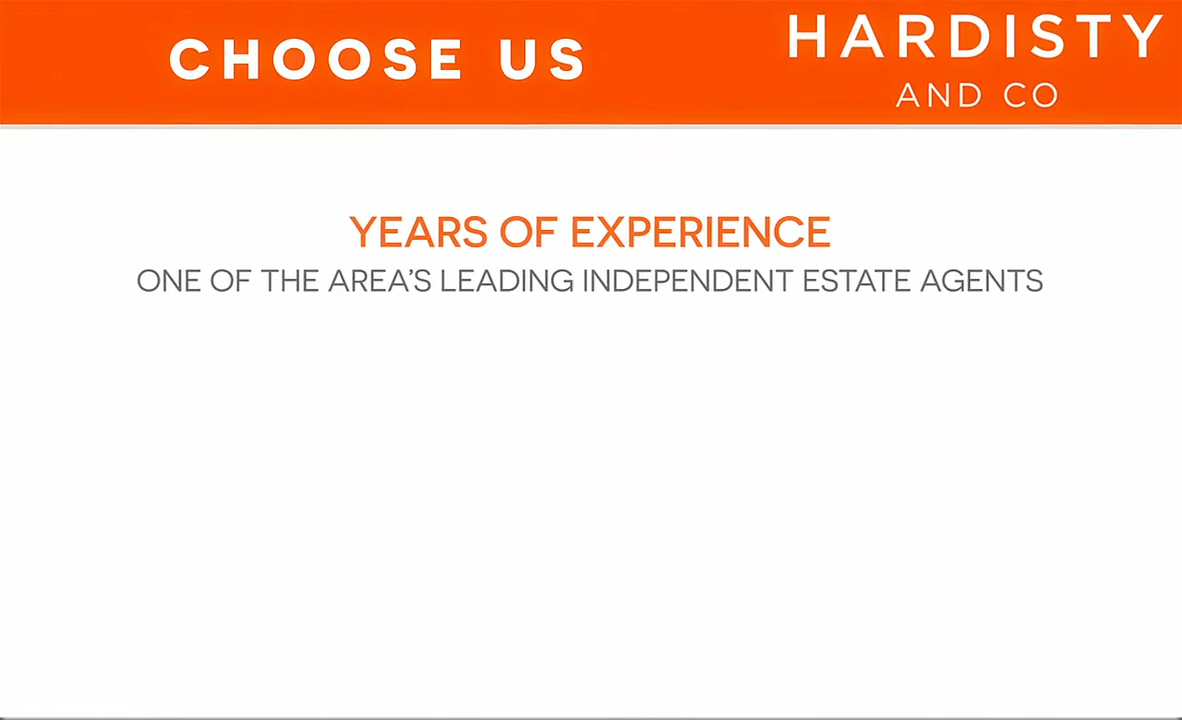 CHOOSE US
HARDISTY
AND CO
YEARS OF EXPERIENCE
ONE OF THE AREA’S LEADING INDEPENDENT ESTATE AGENTS